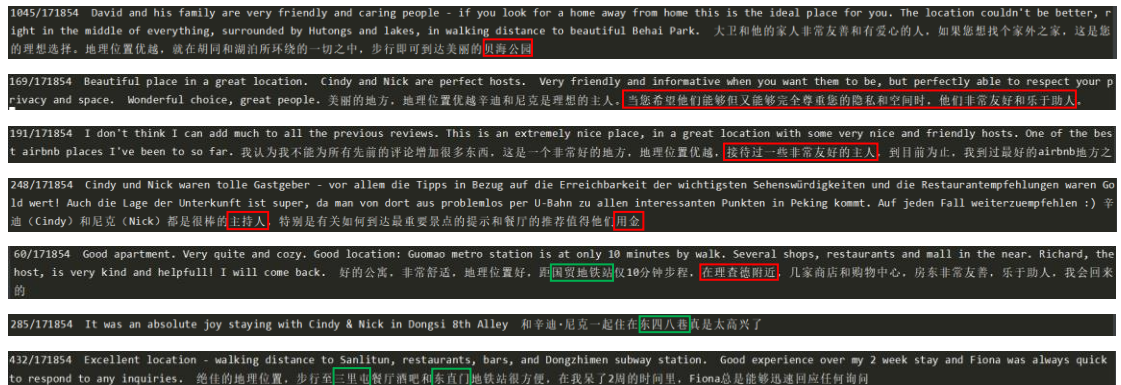 1045/171854  David and his family are very friendly and caring people - if you look for a home away from home this is the ideal place for you. The location couldn't be better, r
ight in the middle of everything, surrounded by Hutongs and lakes, in walking distance to beautiful Behai Park.  大卫和他的家人非常友善和有爱心的人，如果您想找个家外之家，这是您
的理想选择。地理位置优越，就在胡同和湖泊所环绕的一切之中，步行即可到达美丽的贝海公园
169/171854  Beautiful place in a great location.  Cindy and Nick are perfect hosts.  Very friendly and informative when you want them to be, but perfectly able to respect your p
rivacy and space.  Wonderful choice, great people. 美丽的地方，地理位置优越辛迪和尼克是理想的主人。当您希望他们能够但又能够完全尊重您的隐私和空间时，他们非常友好和乐于助人。
191/171854  I don't think I can add much to all the previous reviews. This is an extremely nice place, in a great location with some very nice and friendly hosts. One of the bes
t airbnb places I've been to so far. 我认为我不能为所有先前的评论增加很多东西，这是一个非常好的地方，地理位置优越，接待过一些非常友好的主人，到目前为止，我到过最好的airbnb地方之
248/171854  Cindy und Nick waren tolle Gastgeber - vor allem die Tipps in Bezug auf die Erreichbarkeit der wichtigsten Sehenswürdigkeiten und die Restaurantempfehlungen waren Go
ld wert! Auch die Lage der Unterkunft ist super, da man von dort aus problemlos per U-Bahn zu allen interessanten Punkten in Peking kommt. Auf jeden Fall weiterzuempfehlen :) 辛
迪（Cindy）和尼克（Nick）都是很棒的主持人，特别是有关如何到达最重要景点的提示和餐厅的推荐值得他们用金
60/171854  Good apartment. Very quite and cozy. Good location: Guomao metro station is at only 10 minutes by walk. Several shops, restaurants and mall in the near. Richard, the
host, is very kind and helpfull! I will come back.  好的公寓，非常舒适，地理位置好，距国贸地铁站仅10分钟步程，在理查德附近，几家商店和购物中心，房东非常友善，乐于助人，我会回来
的
285/171854  It was an absolute joy staying with Cindy & Nick in Dongsi 8th Alley  和辛迪·尼克一起住在东四八巷真是太高兴了
432/171854  Excellent location - walking distance to Sanlitun, restaurants, bars, and Dongzhimen subway station.  Good experience over my 2 week stay and Fiona was always quick
to respond to any inquiries.  绝佳的地理位置，步行至三里屯餐厅酒吧和东直门地铁站很方便，在我呆了2周的时间里，Fiona总是能够迅速回应任何询问